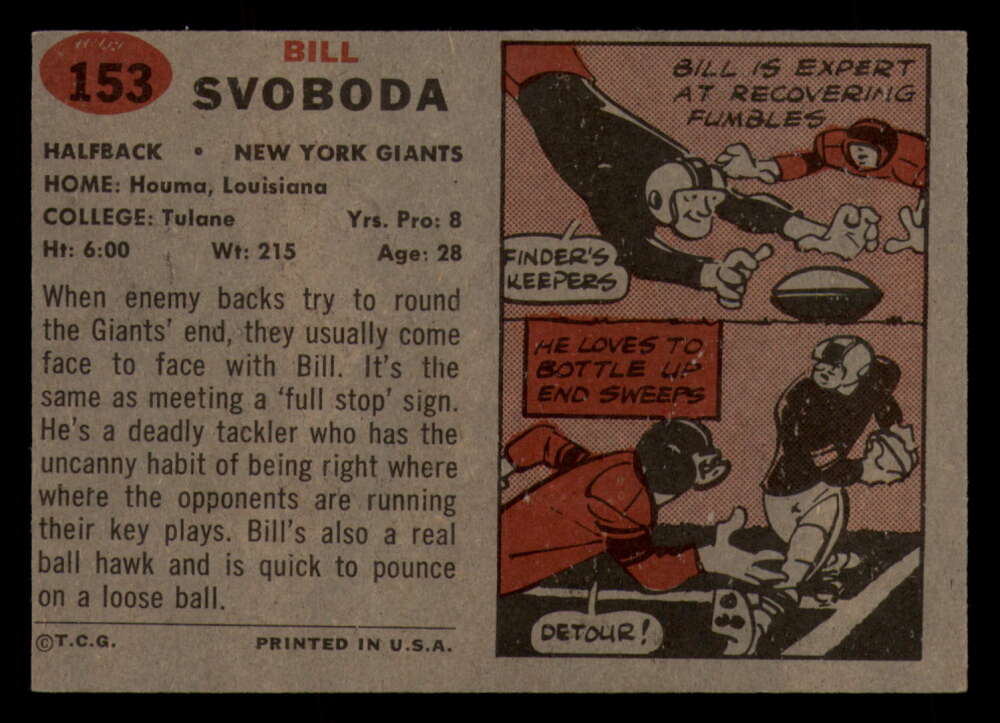 153
BILL
SVOBODA
HALFBACK • NEW YORK GIANTS
HOME: Houma, Louisiana
COLLEGE: Tulane Yrs. Pro: 8
Ht: 6:00 Wt: 215 Age: 28
When enemy backs try to round
the Giants' end, they usually come
face to face with Bill. It's the
same as meeting a 'full stop' sign.
He's a deadly tackler who has the
uncanny habit of being right where
where the opponents are running
their key plays. Bill's also a real
ball hawk and is quick to pounce
on a loose ball.
©T.C.G. PRINTED IN U.S.A.
BILL IS EXPERT
AT RECOVERING
FUMBLES
FINDER'S
KEEPERS
HE LOVES TO
BOTTLE UP
END SWEEPS
DETOUR!